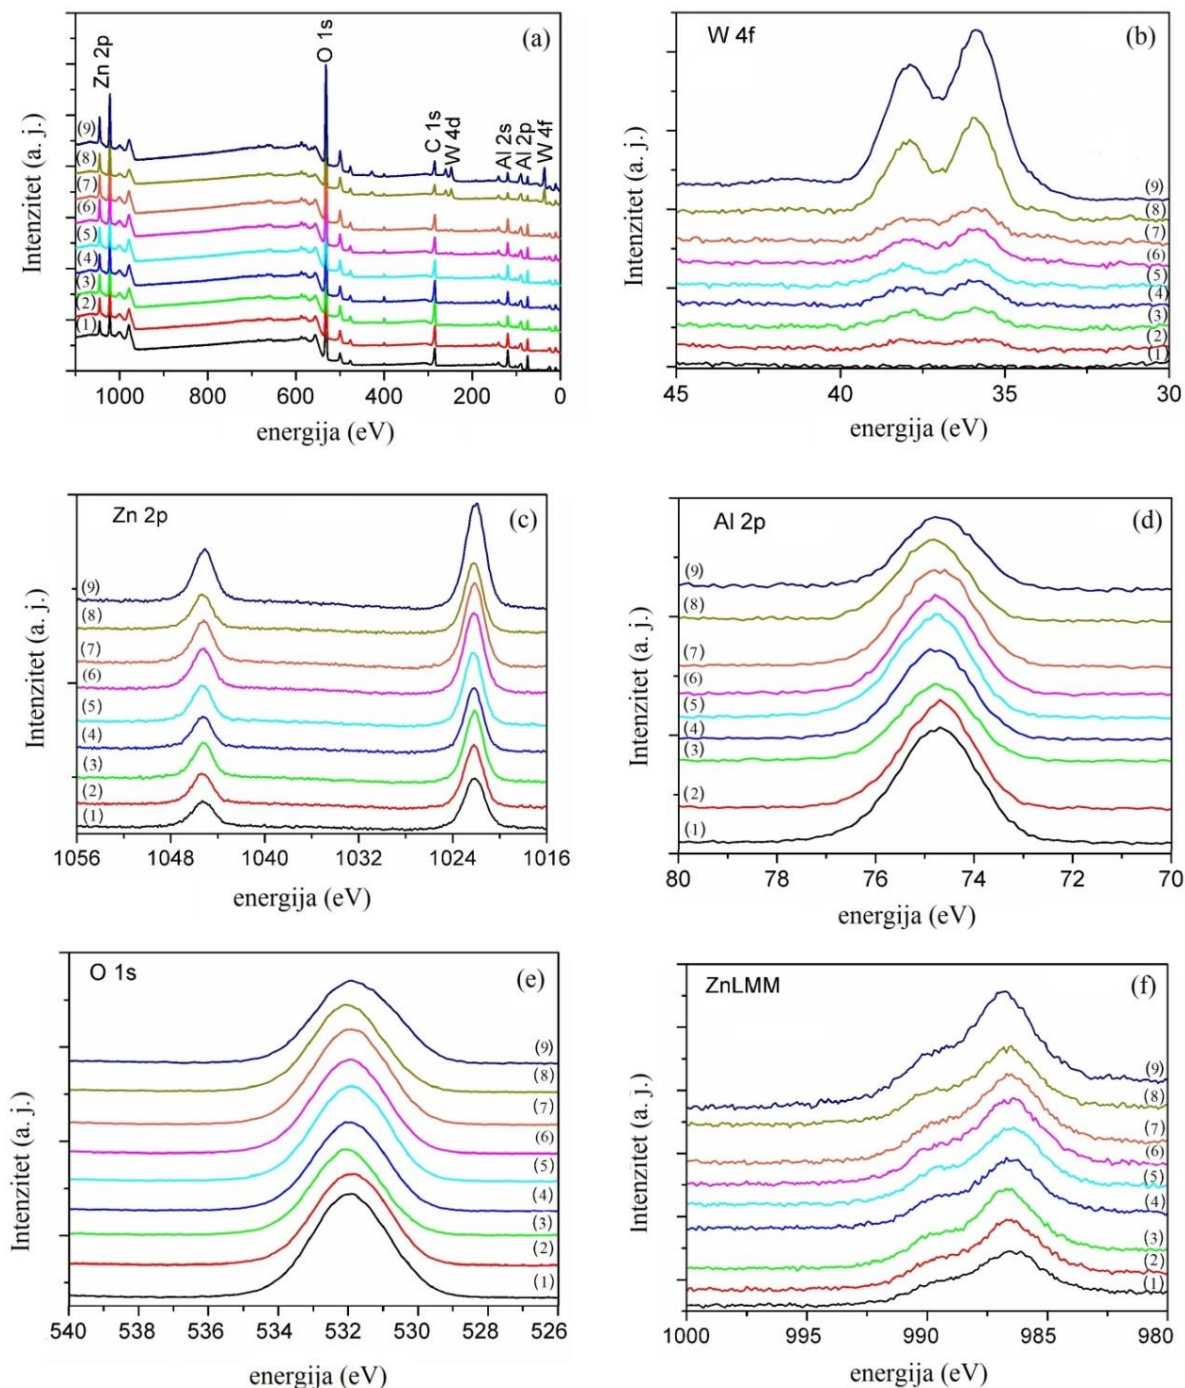 (a)
Zn 2p
O 1s
C 1s
W 4d
Al 2s
Al 2p
W 4f
(9)
(8)
(7)
(6)
(5)
(4)
(3)
(2)
(1)
Intenzitet (a. j.)
1000 800 600 400 200 0
energija (eV)
W 4f
(b)
(9)
(8)
(7)
(6)
(5)
(4)
(3)
(2)
(1)
Intenzitet (a. j.)
45 40 35 30
energija (eV)
Zn 2p
(c)
(9)
(8)
(7)
(6)
(5)
(4)
(3)
(2)
(1)
Intenzitet (a. j.)
1056 1048 1040 1032 1024 1016
energija (eV)
Al 2p
(d)
(9)
(8)
(7)
(6)
(5)
(4)
(3)
(2)
(1)
Intenzitet (a. j.)
80 78 76 74 72 70
energija (eV)
O 1s
(e)
(9)
(8)
(7)
(6)
(5)
(4)
(3)
(2)
(1)
Intenzitet (a. j.)
540 538 536 534 532 530 528 526
energija (eV)
ZnLMM
(f)
(9)
(8)
(7)
(6)
(5)
(4)
(3)
(2)
(1)
Intenzitet (a. j.)
1000 995 990 985 980
energija (eV)